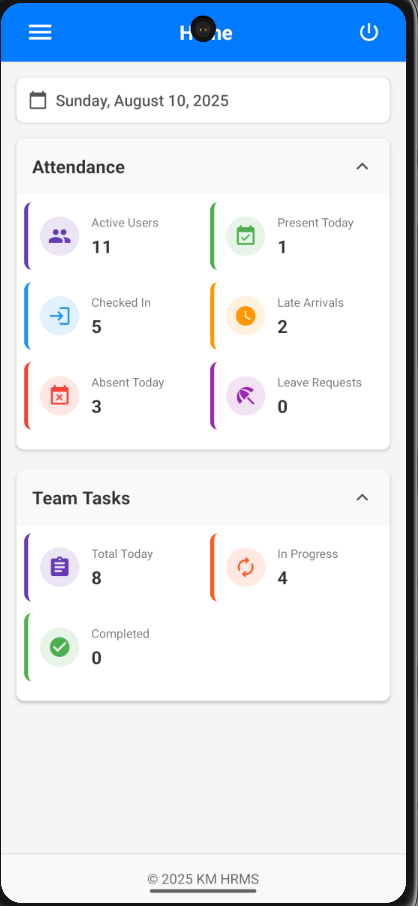 Sunday, August 10, 2025
Attendance
Active Users
11
Present Today
1
Checked In
5
Late Arrivals
2
Absent Today
3
Leave Requests
0
Team Tasks
Total Today
8
In Progress
4
Completed
0
© 2025 KM HRMS